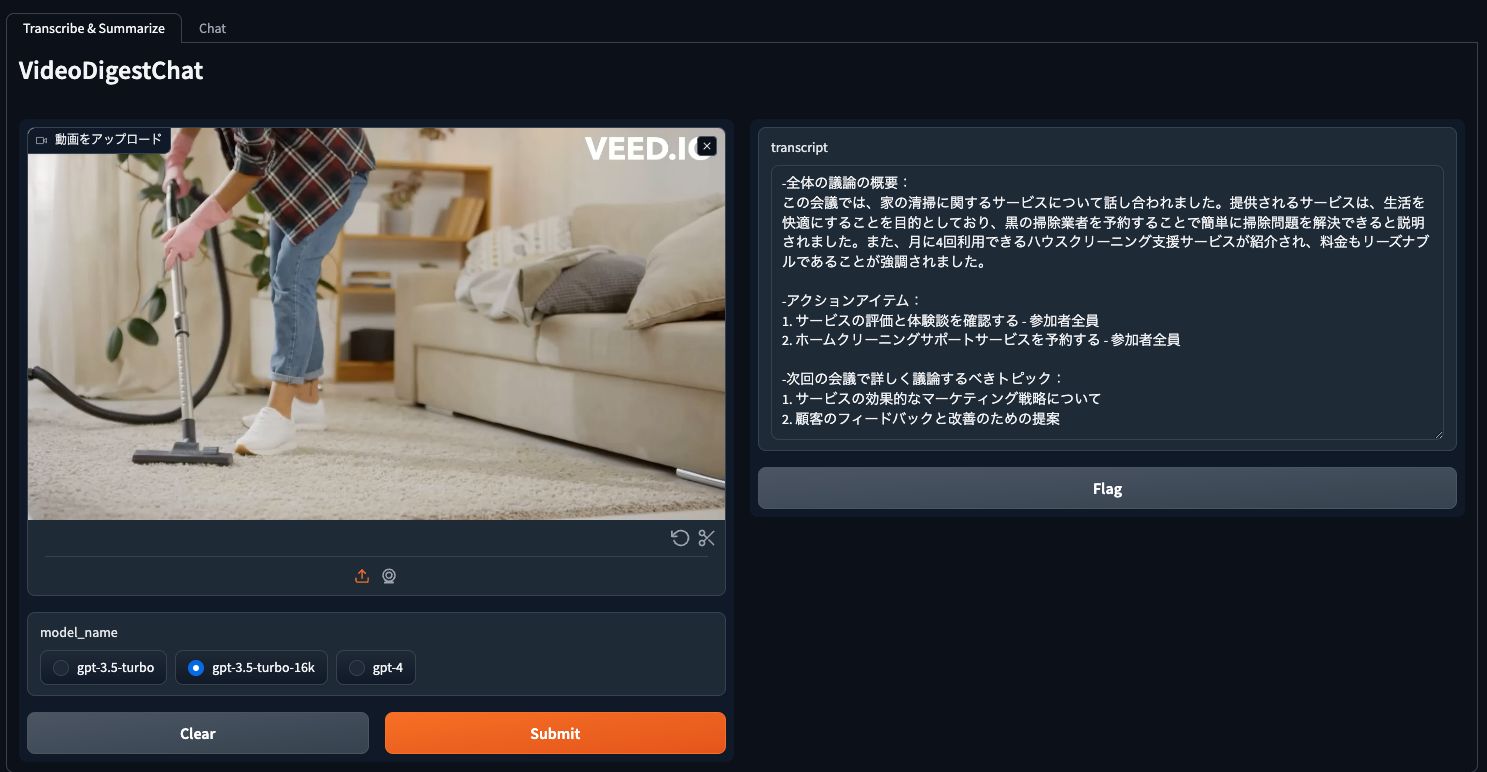 Transcribe & Summarize
Chat
VideoDigestChat
動画をアップロード
VEED.IO
transcript
-全体の議論の概要：
この会議では、家の清掃に関するサービスについて話し合われました。提供されるサービスは、生活を
快適にすることを目的としており、黒の掃除業者を予約することで簡単に掃除問題を解決できると説明
されました。また、月に4回利用できるハウスクリーニング支援サービスが紹介され、料金もリーズナブ
ルであることが強調されました。
-アクションアイテム：
1. サービスの評価と体験談を確認する - 参加者全員
2. ホームクリーニングサポートサービスを予約する - 参加者全員
-次回の会議で詳しく議論するべきトピック：
1. サービスの効果的なマーケティング戦略について
2. 顧客のフィードバックと改善のための提案
Flag
model_name
gpt-3.5-turbo
gpt-3.5-turbo-16k
gpt-4
Clear
Submit